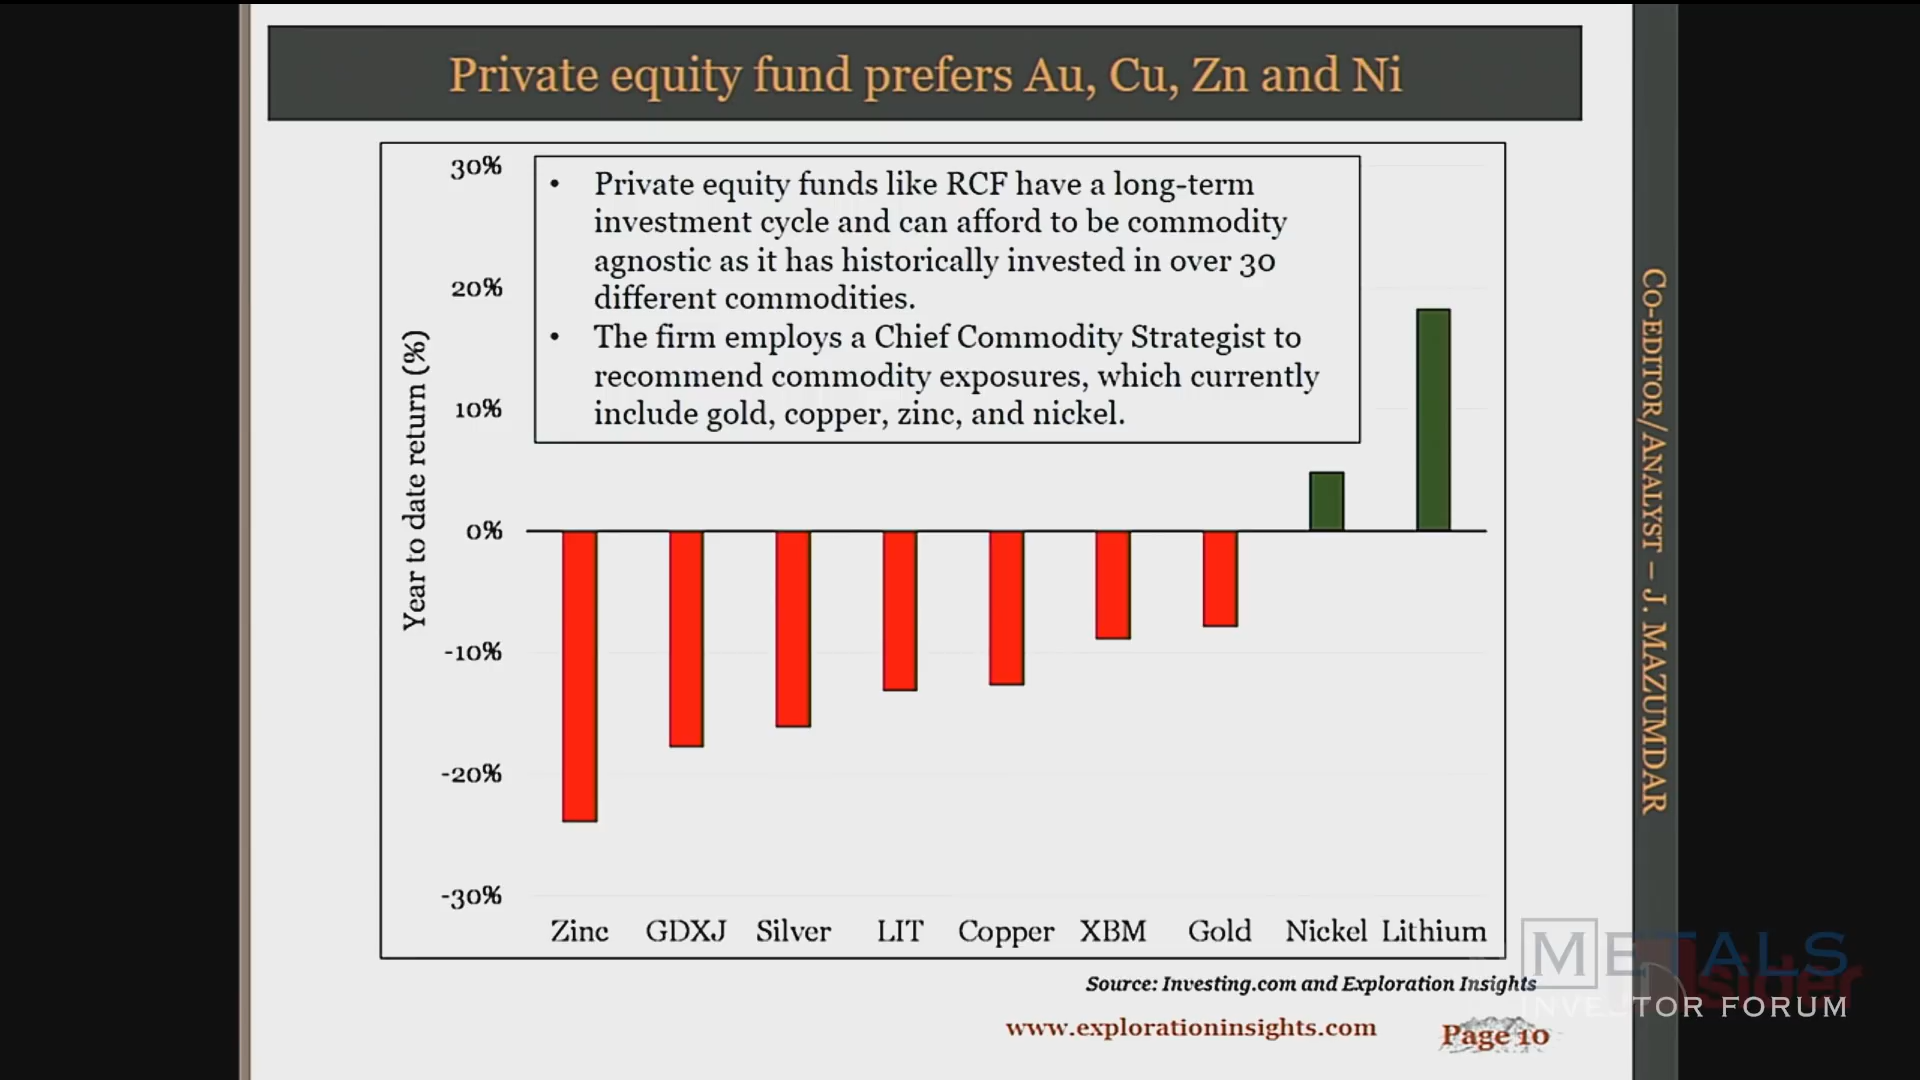 Private equity fund prefers Au, Cu, Zn and Ni
• Private equity funds like RCF have a long-term
investment cycle and can afford to be commodity
agnostic as it has historically invested in over 30
different commodities.
• The firm employs a Chief Commodity Strategist to
recommend commodity exposures, which currently
include gold, copper, zinc, and nickel.
Year to date return (%)
30%
20%
10%
0%
-10%
-20%
-30%
Zinc GDXJ Silver LIT Copper XBM Gold Nickel Lithium
Source: Investing.com and Exploration Insights
www.explorationinsights.com
Page 10
CO-EDITOR/ANALYST – J. MAZUMDAR
METALS
INVESTOR FORUM